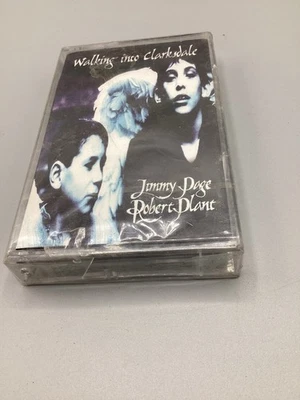 Walking into Clarksdale
Jimmy Page
Robert Plant